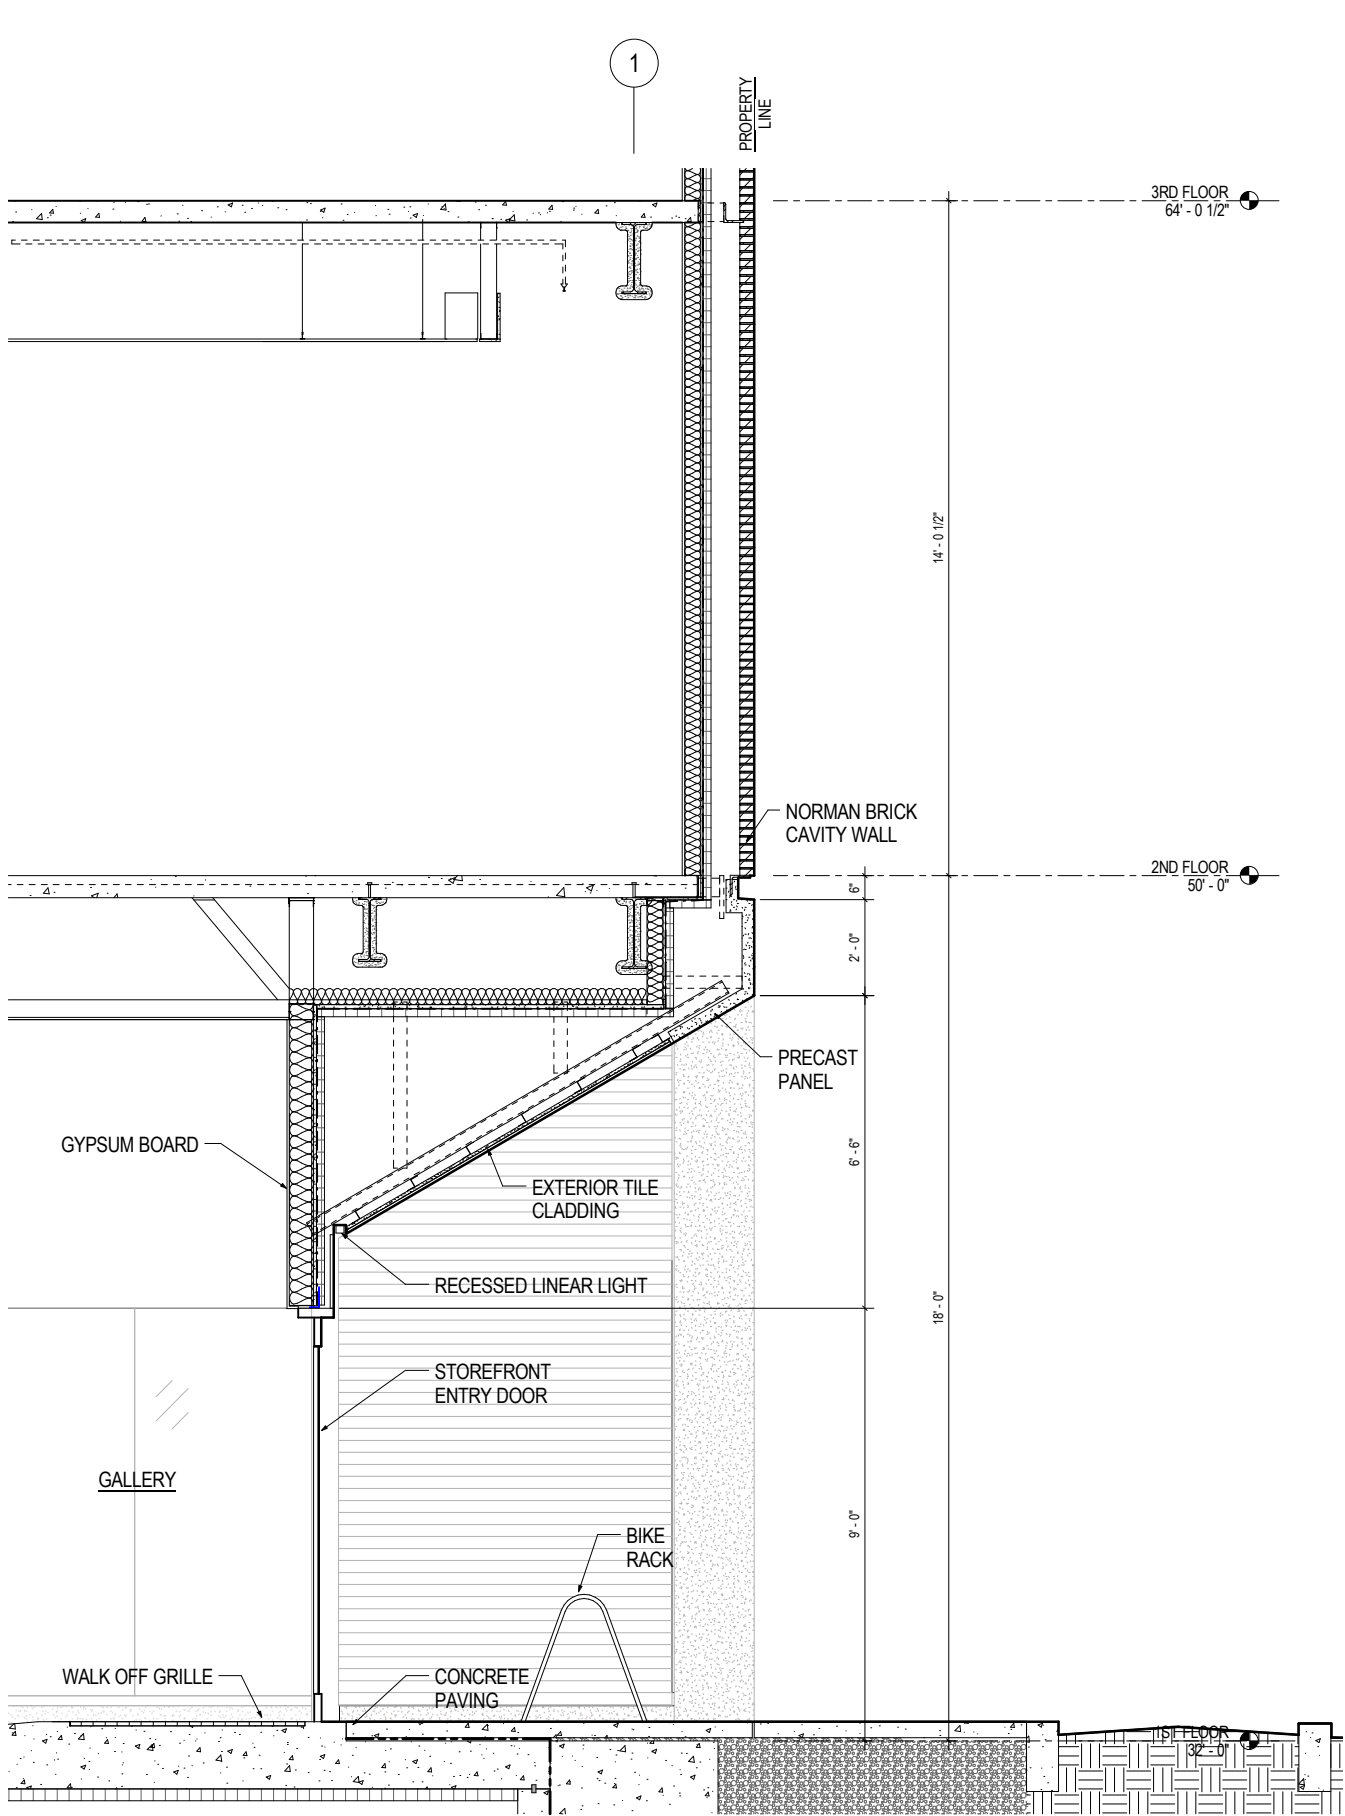 1
PROPERTY
LINE
3RD FLOOR
64' - 0 1/2"
14' - 0 1/2"
NORMAN BRICK
CAVITY WALL
2ND FLOOR
50' - 0"
6"
2' - 0"
PRECAST
PANEL
GYPSUM BOARD
6' - 6"
EXTERIOR TILE
CLADDING
RECESSED LINEAR LIGHT
18' - 0"
STOREFRONT
ENTRY DOOR
GALLERY
9' - 0"
BIKE
RACK
WALK OFF GRILLE
CONCRETE
PAVING
1ST FLOOR
32' - 0"